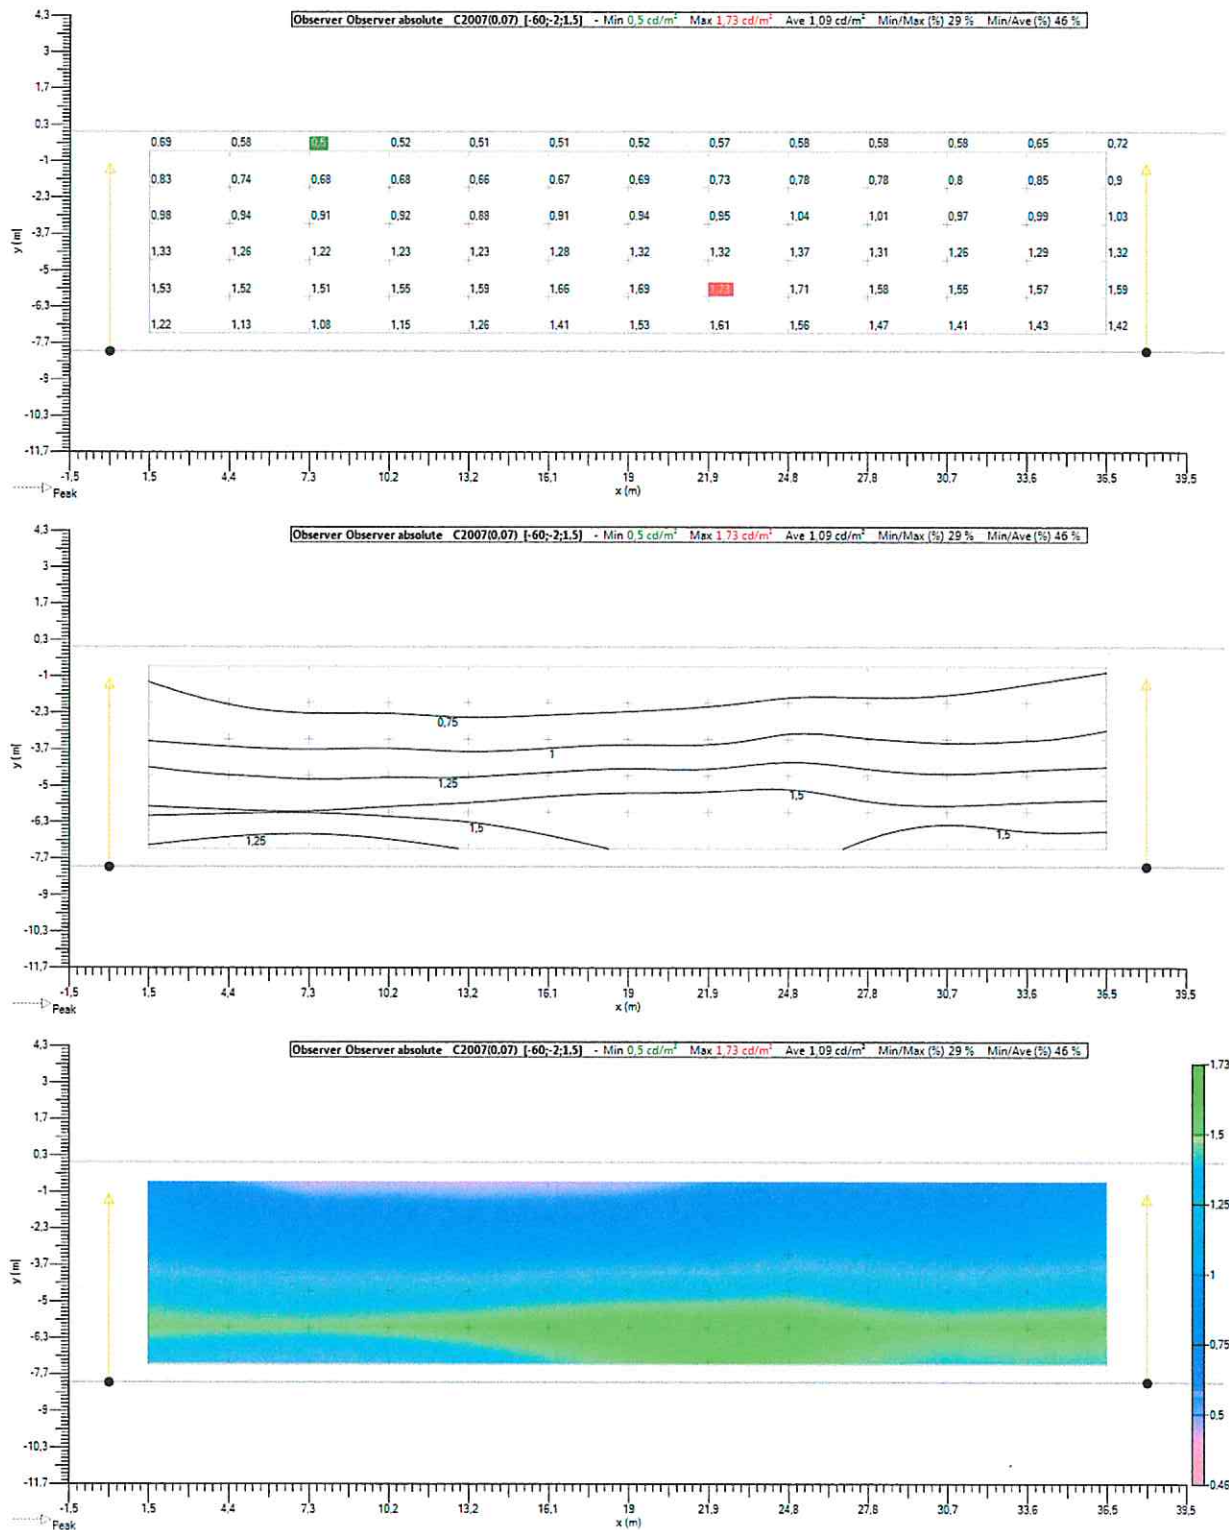 Observer Observer absolute C2007(0,07) [-60;-2;1.5] - Min 0,5 cd/m² Max 1,73 cd/m² Ave 1,09 cd/m² Min/Max (%) 29 % Min/Ave (%) 46 %
4,3
3
1,7
0,3
0,69 0,58 0,5 0,52 0,51 0,51 0,52 0,57 0,58 0,58 0,58 0,65 0,72
-1
0,83 0,74 0,68 0,68 0,66 0,67 0,69 0,73 0,78 0,78 0,8 0,85 0,9
-2,3
0,98 0,94 0,91 0,92 0,88 0,91 0,94 0,95 1,04 1,01 0,97 0,99 1,03
-3,7
y (m)
1,33 1,26 1,22 1,23 1,23 1,28 1,32 1,32 1,37 1,31 1,26 1,29 1,32
-5
1,53 1,52 1,51 1,55 1,59 1,66 1,69 1,73 1,71 1,58 1,55 1,57 1,59
-6,3
1,22 1,13 1,08 1,15 1,26 1,41 1,53 1,61 1,56 1,47 1,41 1,43 1,42
-7,7
-9
-10,3
-11,7
-1,5 1,5 4,4 7,3 10,2 13,2 16,1 19 21,9 24,8 27,8 30,7 33,6 36,5 39,5
x (m)
Peak
Observer Observer absolute C2007(0,07) [-60;-2;1.5] - Min 0,5 cd/m² Max 1,73 cd/m² Ave 1,09 cd/m² Min/Max (%) 29 % Min/Ave (%) 46 %
4,3
3
1,7
0,3
-1
-2,3
0,75
-3,7
1
y (m)
-5
1,25
1,5
-6,3
1,5
1,5
1,25
-7,7
-9
-10,3
-11,7
-1,5 1,5 4,4 7,3 10,2 13,2 16,1 19 21,9 24,8 27,8 30,7 33,6 36,5 39,5
x (m)
Peak
Observer Observer absolute C2007(0,07) [-60;-2;1.5] - Min 0,5 cd/m² Max 1,73 cd/m² Ave 1,09 cd/m² Min/Max (%) 29 % Min/Ave (%) 46 %
4,3
3
1,7
0,3
-1
-2,3
-3,7
y (m)
-5
-6,3
-7,7
-9
-10,3
-11,7
1,73
1,5
1,25
1
0,75
0,5
0,46
-1,5 1,5 4,4 7,3 10,2 13,2 16,1 19 21,9 24,8 27,8 30,7 33,6 36,5 39,5
x (m)
Peak